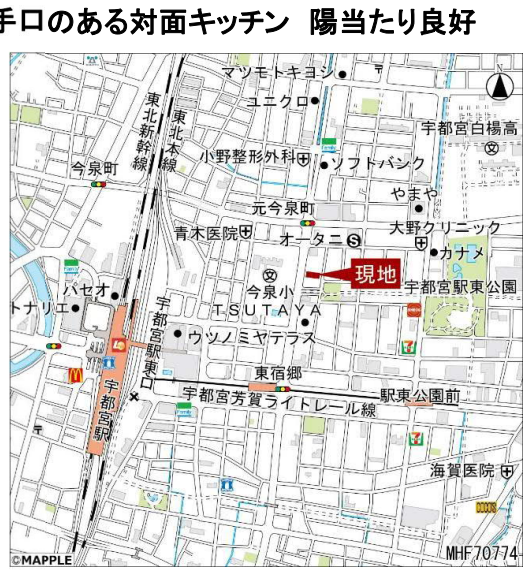 手口のある対面キッチン 陽当たり良好
マツモトキヨシ
ユニクロ
東北新幹線
東北本線
宇都宮白楊高
小野整形外科
ソフトバンク
今泉町
やまや
元今泉町
青木医院
オータニ
S
大野クリニック
カナメ
現地
今泉小
宇都宮駅東公園
パセオ
トナリエ
TSUTAYA
ウツノミヤテラス
宇都宮駅東口
東宿郷
宇都宮芳賀ライトレール線
駅東公園前
宇都宮駅
海賀医院
MHF70774
©MAPPLE